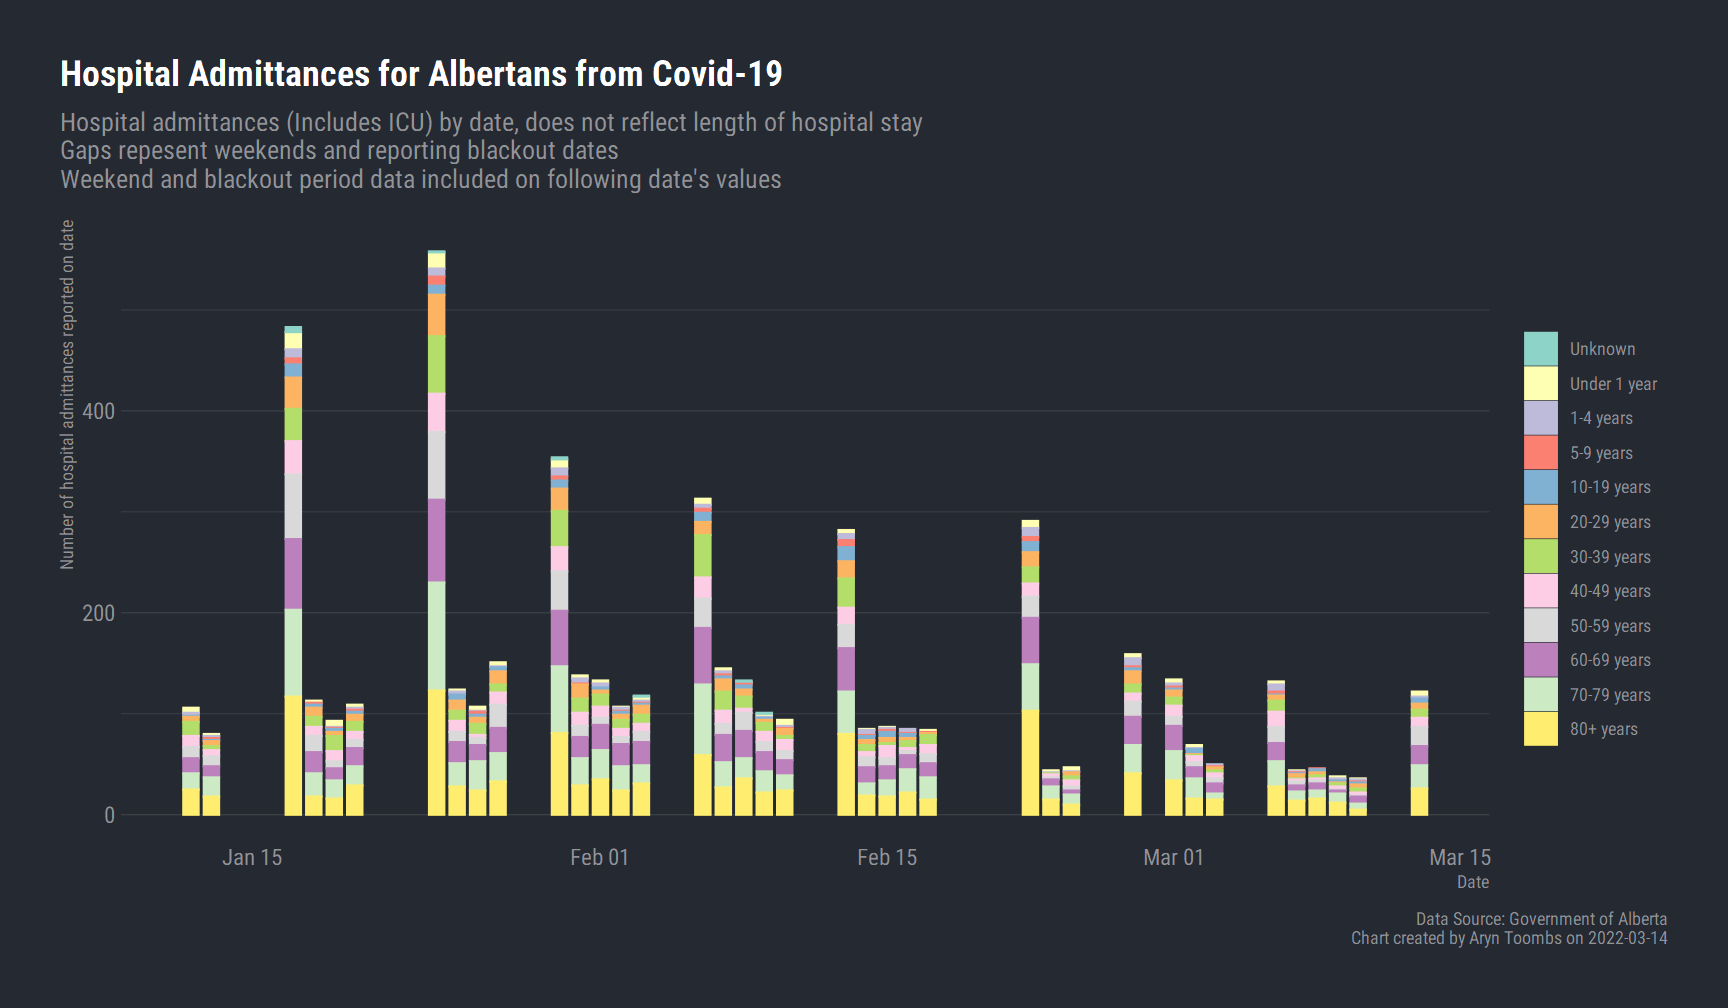 Hospital Admittances for Albertans from Covid-19
Hospital admittances (Includes ICU) by date, does not reflect length of hospital stay
Gaps repesent weekends and reporting blackout dates
Weekend and blackout period data included on following date's values
Number of hospital admittances reported on date
400
200
0
Jan 15
Feb 01
Feb 15
Mar 01
Mar 15
Date
Unknown
Under 1 year
1-4 years
5-9 years
10-19 years
20-29 years
30-39 years
40-49 years
50-59 years
60-69 years
70-79 years
80+ years
Data Source: Government of Alberta
Chart created by Aryn Toombs on 2022-03-14